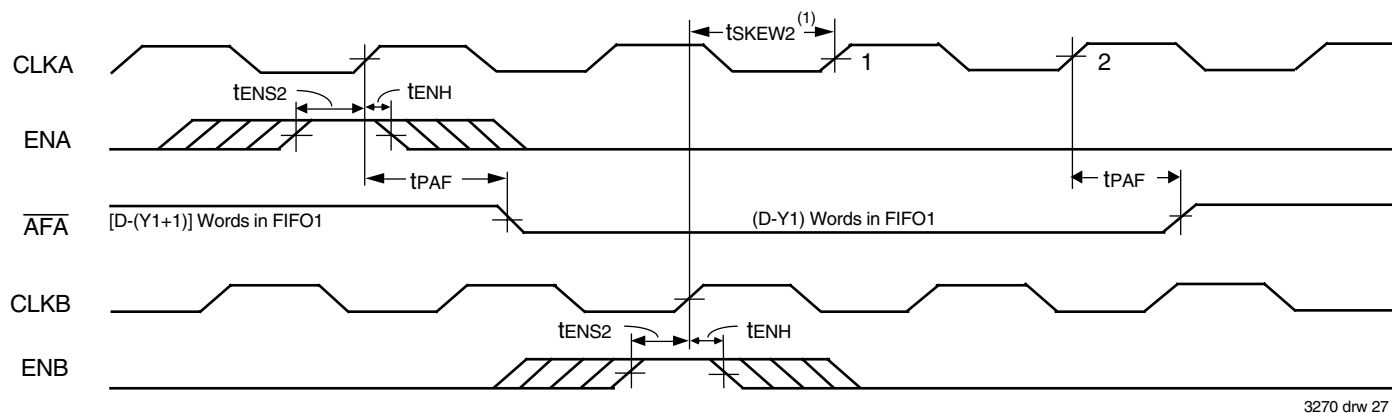 tSKEW2(1)
CLKA 1 2
tENS2 tENH
ENA
tPAF tPAF
AFA [D-(Y1+1)] Words in FIFO1 (D-Y1) Words in FIFO1
CLKB
tENS2 tENH
ENB
3270 drw 27